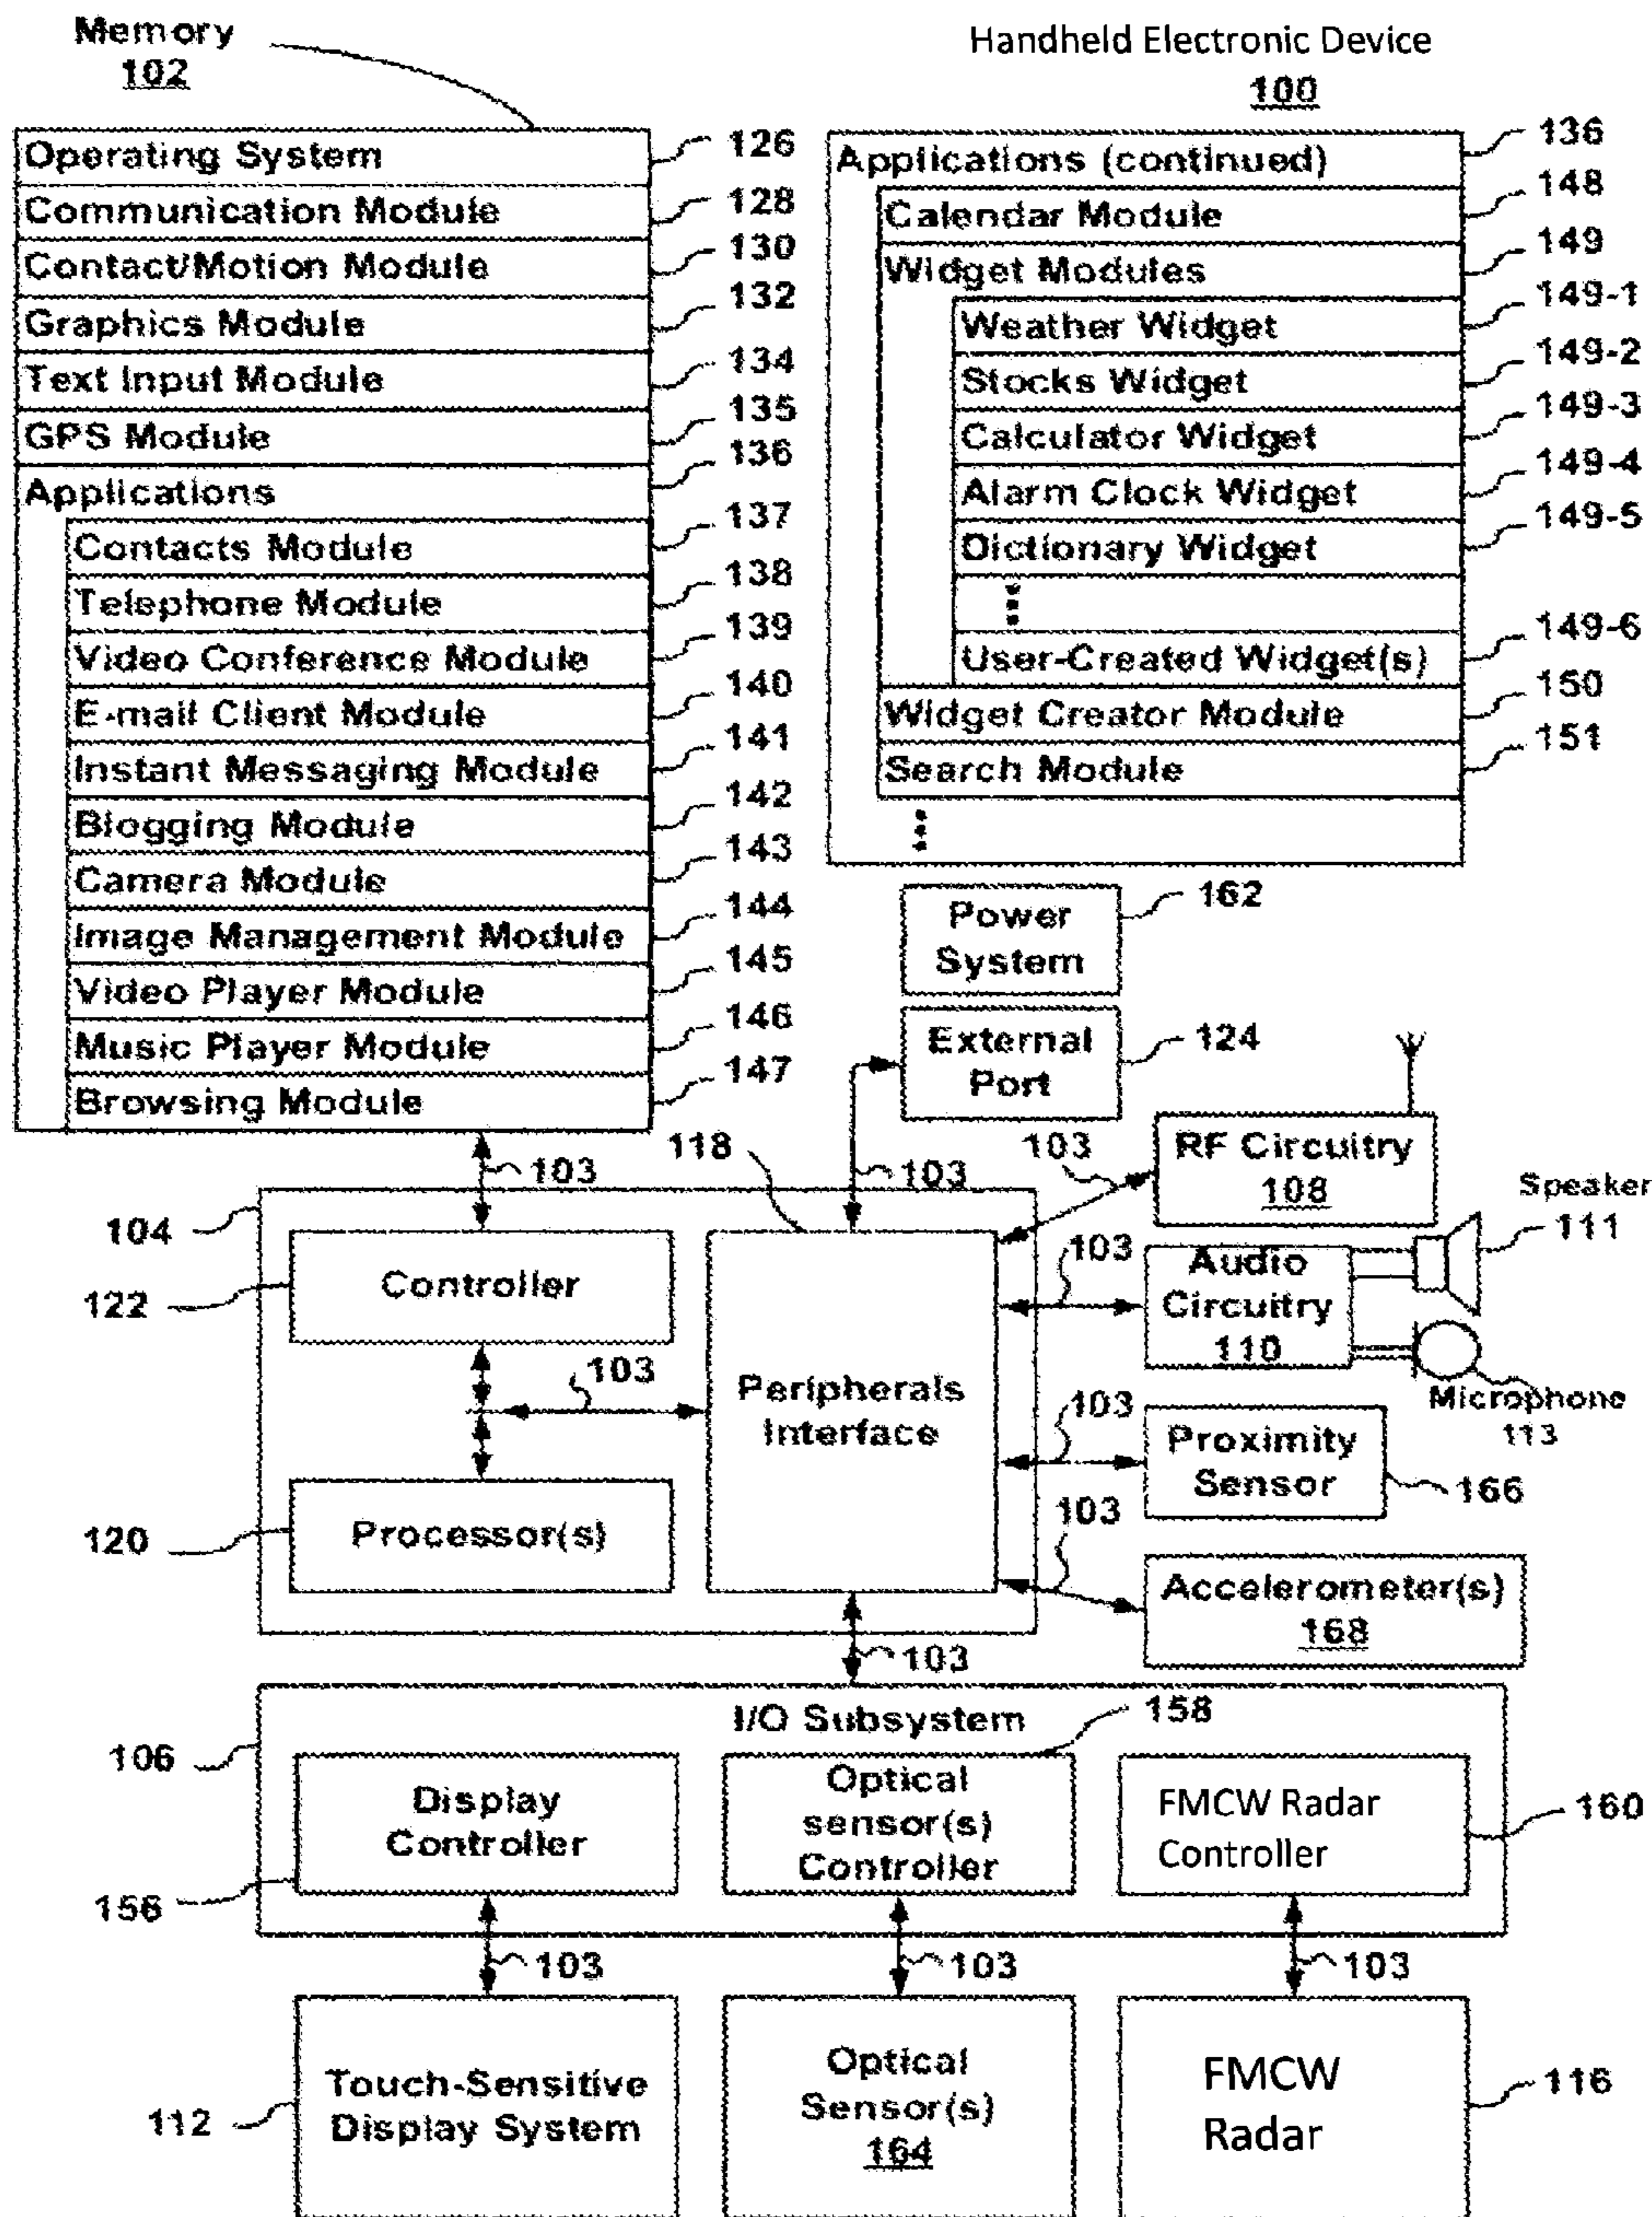 Memory
102
Operating System
126
Communication Module
128
Contact/Motion Module
130
Graphics Module
132
Text Input Module
134
GPS Module
135
Applications
136
Contacts Module
137
Telephone Module
138
Video Conference Module
139
E-mail Client Module
140
Instant Messaging Module
141
Blogging Module
142
Camera Module
143
Image Management Module
144
Video Player Module
145
Music Player Module
146
Browsing Module
147
Handheld Electronic Device
100
Applications (continued)
136
Calendar Module
148
Widget Modules
149
Weather Widget
149-1
Stocks Widget
149-2
Calculator Widget
149-3
Alarm Clock Widget
149-4
Dictionary Widget
149-5
User-Created Widget(s)
149-6
Widget Creator Module
150
Search Module
151
Power
System
162
External
Port
124
103
118
103
103
RF Circuitry
108
Speaker
111
104
Controller
122
103
Audio
Circuitry
110
Microphone
113
103
Peripherals
Interface
103
Proximity
Sensor
166
120
Processor(s)
103
Accelerometer(s)
168
103
I/O Subsystem
158
106
Display
Controller
156
Optical
sensor(s)
Controller
FMCW Radar
Controller
160
103
103
103
Touch-Sensitive
Display System
112
Optical
Sensor(s)
164
FMCW
Radar
116